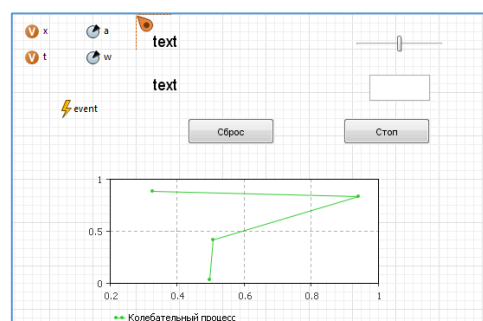 x
a
text
t
w
text
event
Сброс
Стоп
1
0.5
0
0.2
0.4
0.6
0.8
1
Колебательный процесс